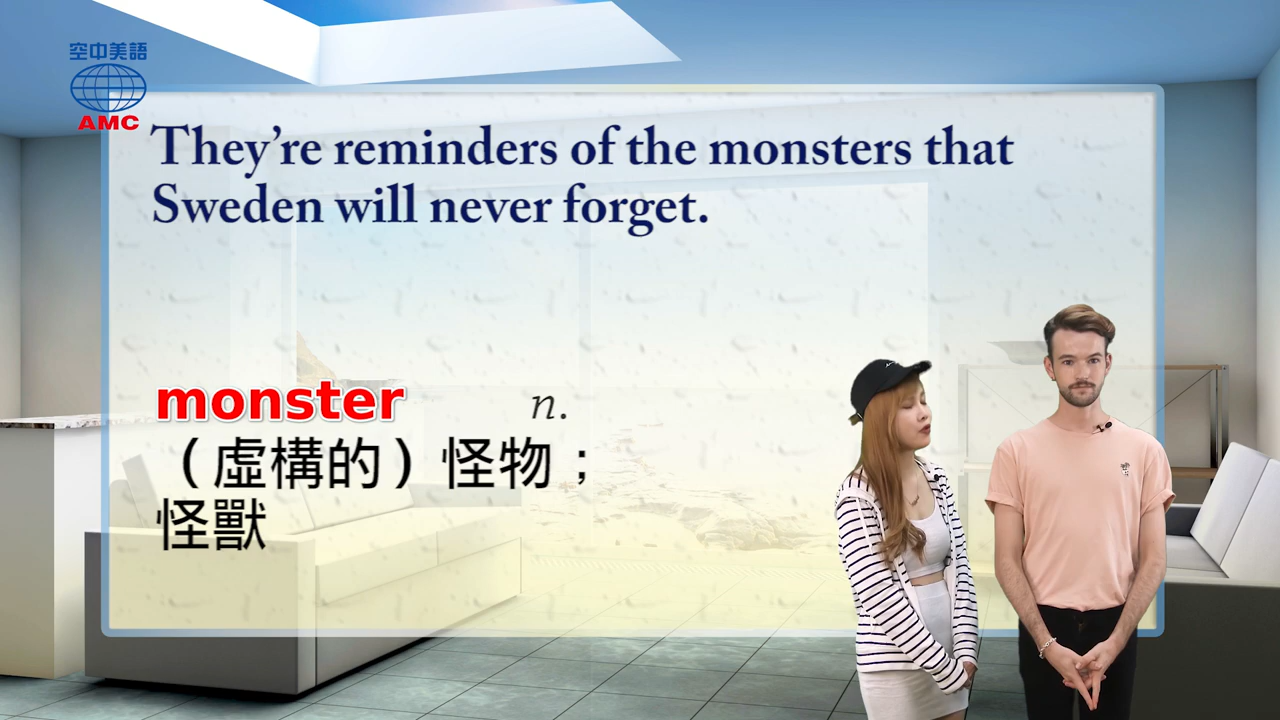 空中美語
AMC
They're reminders of the monsters that
Sweden will never forget.
monster n.
（虛構的）怪物；
怪獸